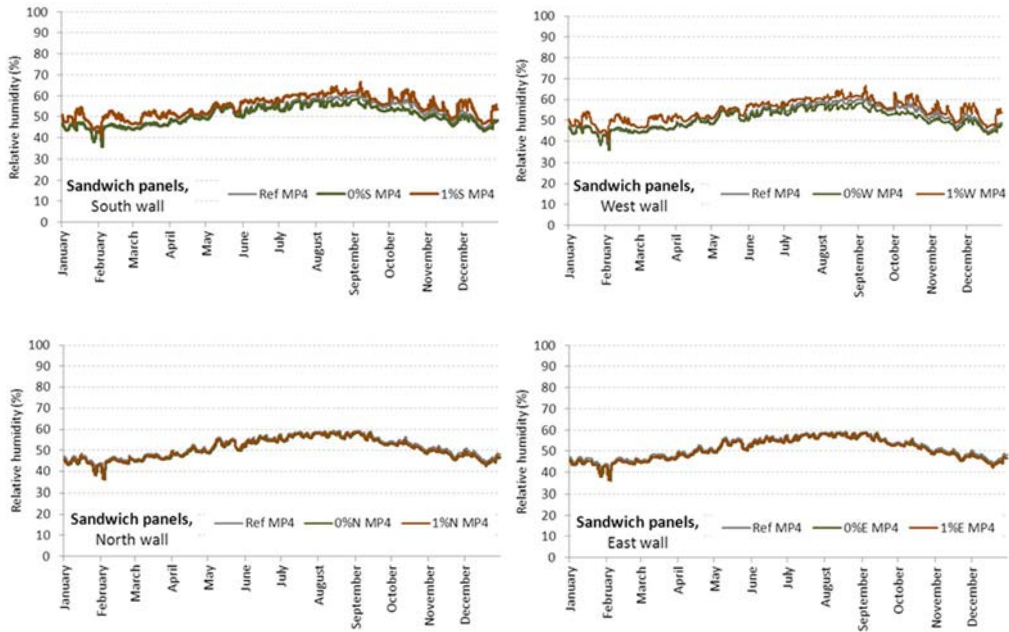 Relative humidity (%)
100
90
80
70
60
50
40
30
20
10
0
Sandwich panels,
South wall
Ref MP4
0%S MP4
1%S MP4
January
February
March
April
May
June
July
August
September
October
November
December
Relative humidity (%)
100
90
80
70
60
50
40
30
20
10
0
Sandwich panels,
West wall
Ref MP4
0%W MP4
1%W MP4
January
February
March
April
May
June
July
August
September
October
November
December
Relative humidity (%)
100
90
80
70
60
50
40
30
20
10
0
Sandwich panels,
North wall
Ref MP4
0%N MP4
1%N MP4
January
February
March
April
May
June
July
August
September
October
November
December
Relative humidity (%)
100
90
80
70
60
50
40
30
20
10
0
Sandwich panels,
East wall
Ref MP4
0%E MP4
1%E MP4
January
February
March
April
May
June
July
August
September
October
November
December